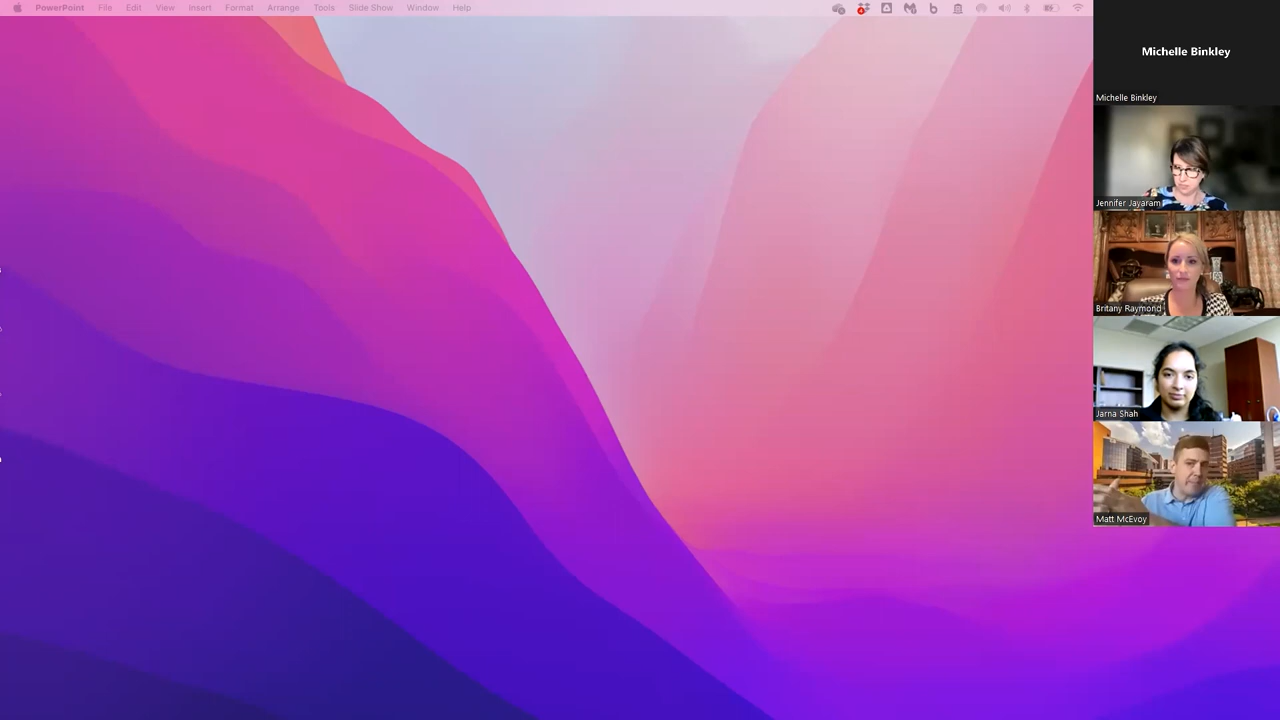 PowerPoint File Edit View Insert Format Arrange Tools Slide Show Window Help
Michelle Binkley
Michelle Binkley
Jennifer Jayaram
Britany Raymond
Jarna Shah
Matt McEvoy